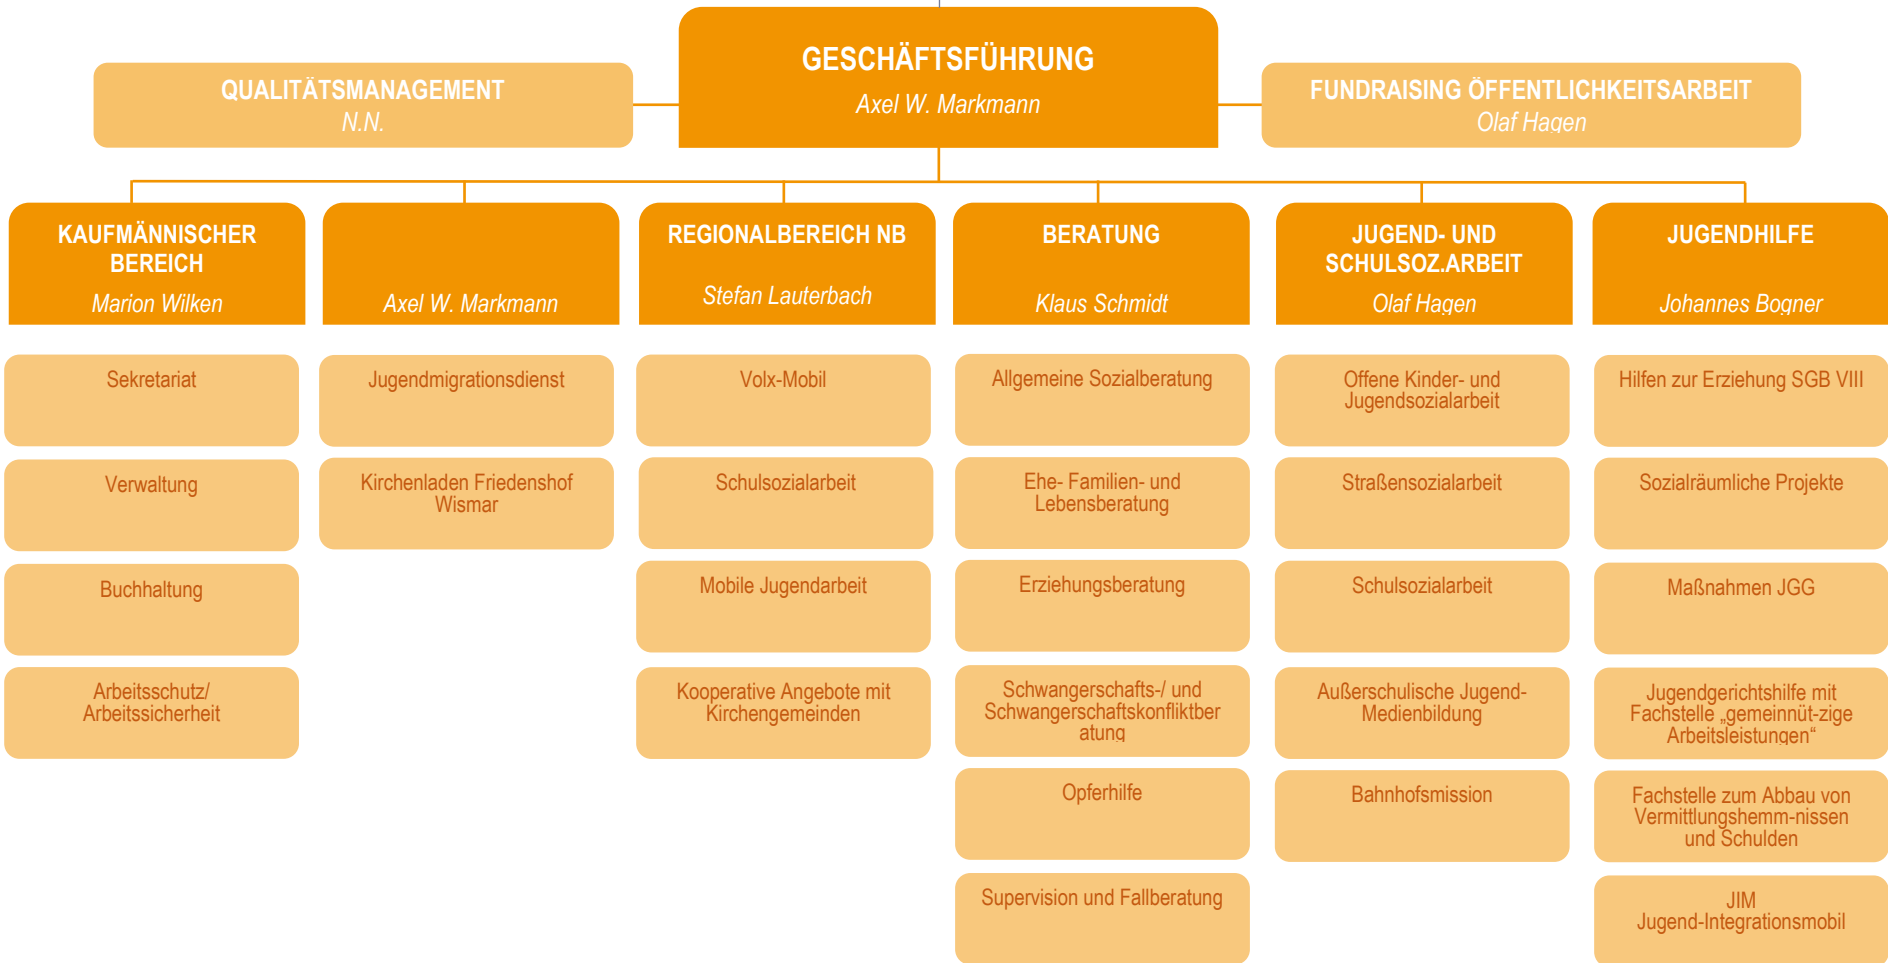 GESCHÄFTSFÜHRUNG
Axel W. Markmann
QUALITÄTSMANAGEMENT
N.N.
FUNDRAISING ÖFFENTLICHKEITSARBEIT
Olaf Hagen
KAUFMÄNNISCHER
BEREICH
Marion Wilken
Axel W. Markmann
REGIONALBEREICH NB
Stefan Lauterbach
BERATUNG
Klaus Schmidt
JUGEND- UND
SCHULSOZ.ARBEIT
Olaf Hagen
JUGENDHILFE
Johannes Bogner
Sekretariat
Verwaltung
Buchhaltung
Arbeitsschutz/
Arbeitssicherheit
Jugendmigrationsdienst
Kirchenladen Friedenshof
Wismar
Volx-Mobil
Schulsozialarbeit
Mobile Jugendarbeit
Kooperative Angebote mit
Kirchengemeinden
Allgemeine Sozialberatung
Ehe- Familien- und
Lebensberatung
Erziehungsberatung
Schwangerschafts-/ und
Schwangerschaftskonfliktber
atung
Opferhilfe
Supervision und Fallberatung
Offene Kinder- und
Jugendsozialarbeit
Straßensozialarbeit
Schulsozialarbeit
Außerschulische Jugend-
Medienbildung
Bahnhofsmission
Hilfen zur Erziehung SGB VIII
Sozialräumliche Projekte
Maßnahmen JGG
Jugendgerichtshilfe mit
Fachstelle „gemeinnüt-zige
Arbeitsleistungen“
Fachstelle zum Abbau von
Vermittlungshemm-nissen
und Schulden
JIM
Jugend-Integrationsmobil